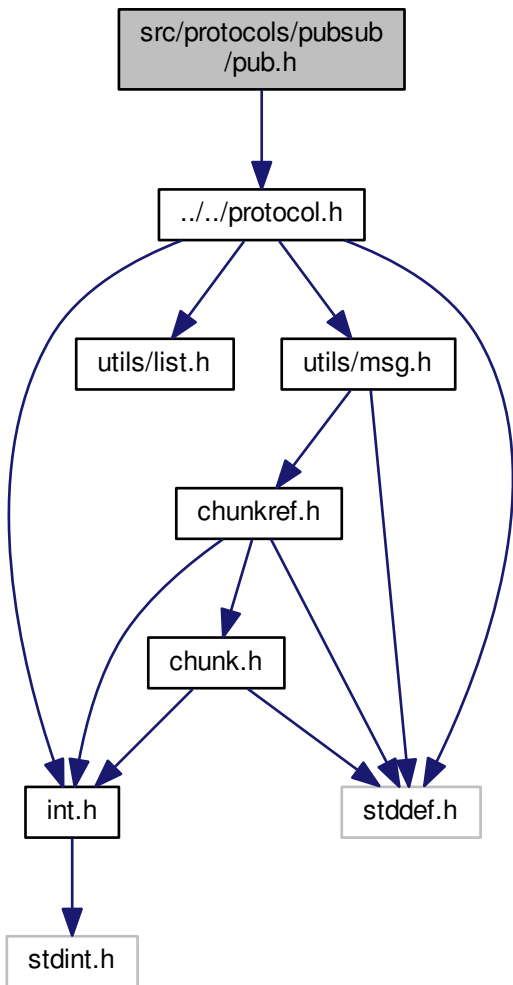 src/protocols/pubsub
/pub.h
../../protocol.h
utils/list.h
utils/msg.h
chunkref.h
chunk.h
int.h
stddef.h
stdint.h